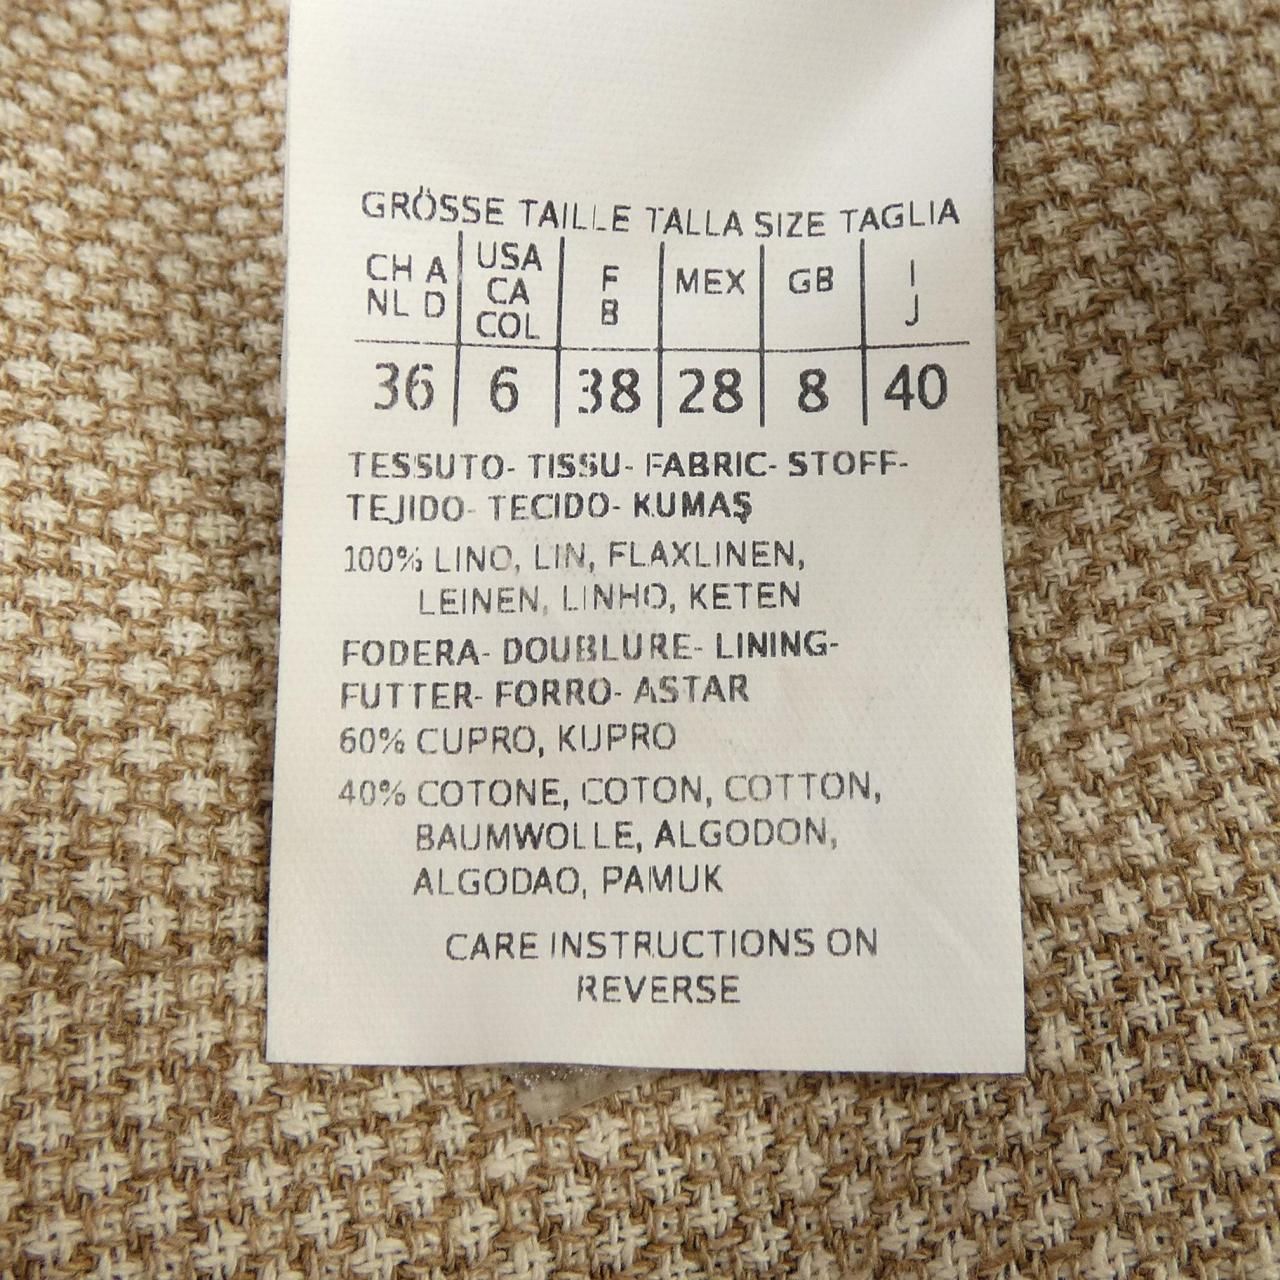 GRÖSSE TAILLE TALLA SIZE TAGLIA
CH A NL D | USA CA COL | F B | MEX | GB | I J
36 | 6 | 38 | 28 | 8 | 40
TESSUTO- TISSU- FABRIC- STOFF-
TEJIDO- TECIDO- KUMAŞ
100% LINO, LIN, FLAXLINEN,
LEINEN, LINHO, KETEN
FODERA- DOUBLURE- LINING-
FUTTER- FORRO- ASTAR
60% CUPRO, KUPRO
40% COTONE, COTON, COTTON,
BAUMWOLLE, ALGODON,
ALGODAO, PAMUK
CARE INSTRUCTIONS ON
REVERSE